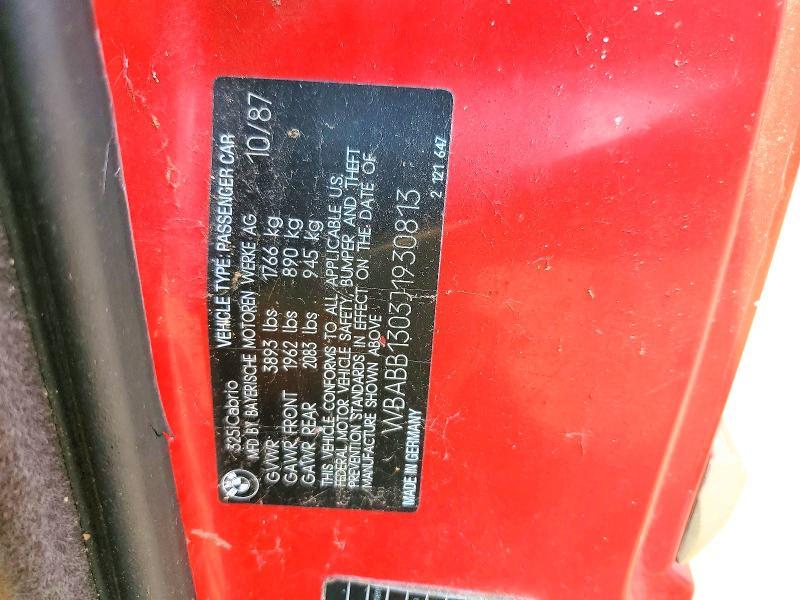 325iCabrio VEHICLE TYPE: PASSENGER CAR
MFD BY BAYERISCHE MOTOREN WERKE AG 10/87
GVWR 3893 lbs 1766 kg
GAWR FRONT 1962 lbs 890 kg
GAWR REAR 2083 lbs 945 kg
THIS VEHICLE CONFORMS TO ALL APPLICABLE U.S.
FEDERAL MOTOR VEHICLE SAFETY, BUMPER AND THEFT
PREVENTION STANDARDS IN EFFECT ON THE DATE OF
MANUFACTURE SHOWN ABOVE
WBABB1303J1930813
MADE IN GERMANY 2 121 647